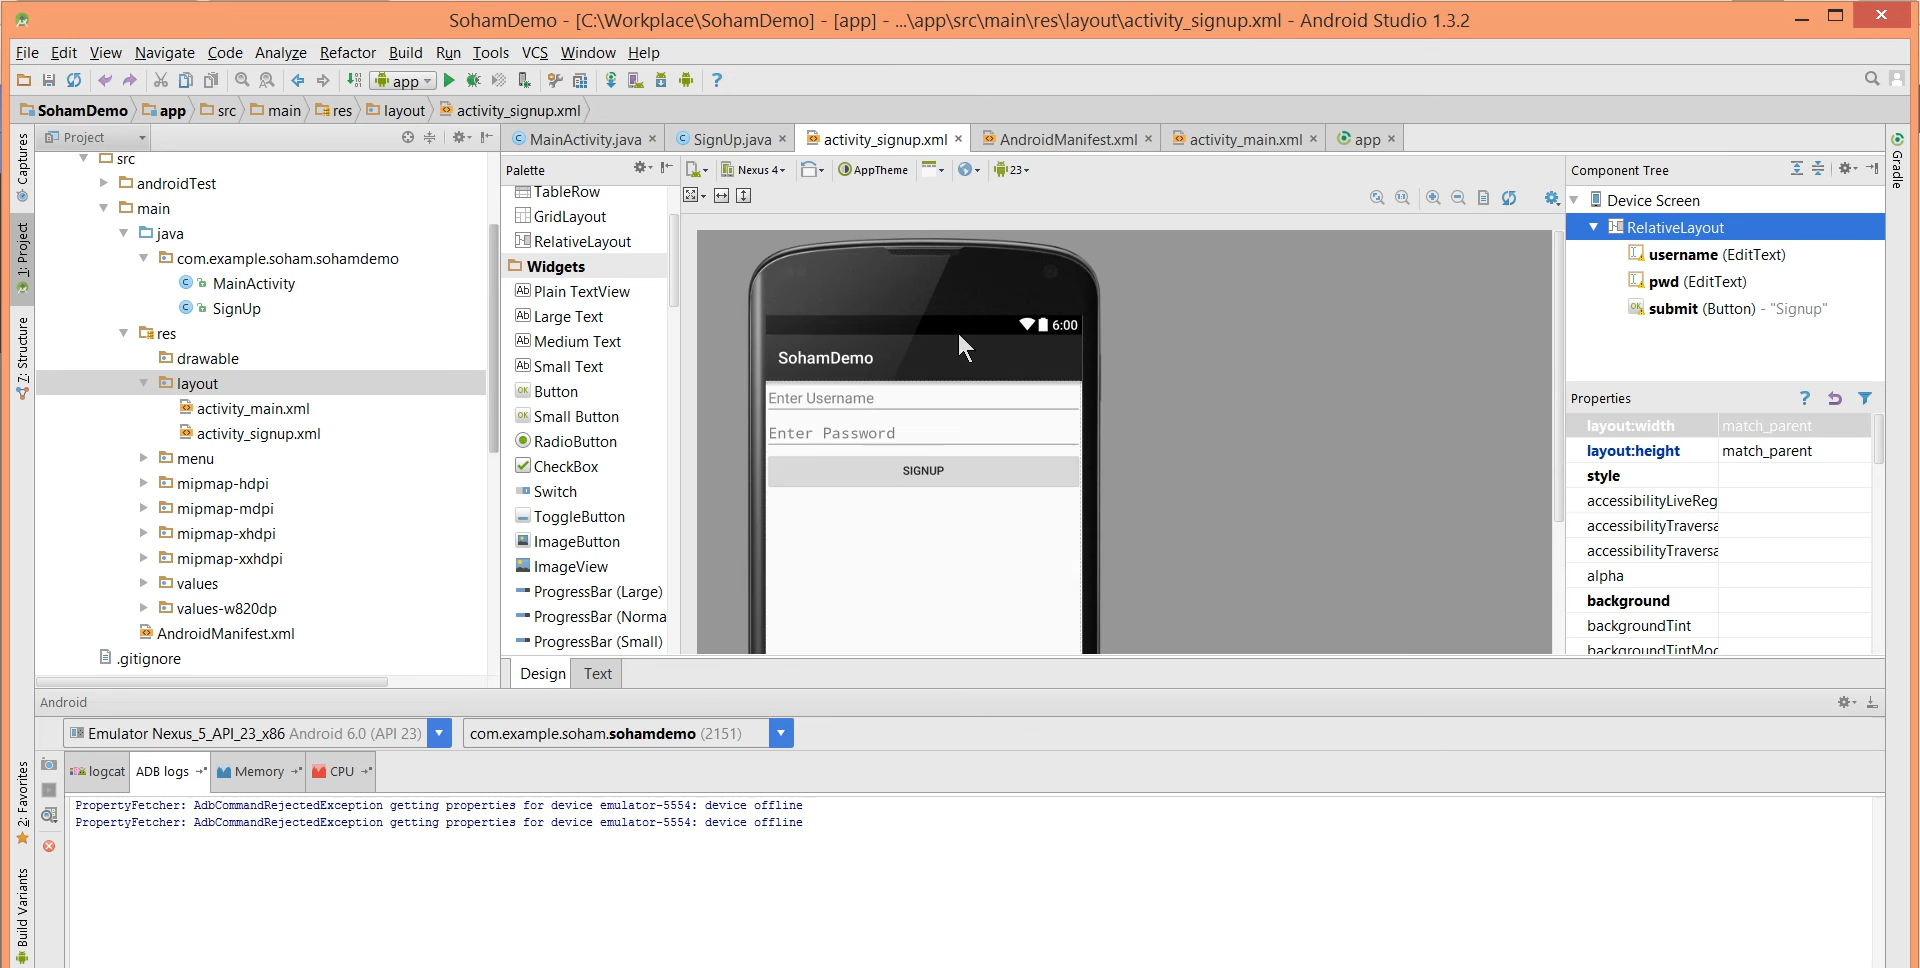 SohamDemo - [C:\Workplace\SohamDemo] - [app] - ...\app\src\main\res\layout\activity_signup.xml - Android Studio 1.3.2
File Edit View Navigate Code Analyze Refactor Build Run Tools VCS Window Help
app
SohamDemo app src main res layout activity_signup.xml
Project
MainActivity.java SignUp.java activity_signup.xml AndroidManifest.xml activity_main.xml app
Captures
1: Project
7: Structure
2: Favorites
Build Variants
src
androidTest
main
java
com.example.soham.sohamdemo
MainActivity
SignUp
res
drawable
layout
activity_main.xml
activity_signup.xml
menu
mipmap-hdpi
mipmap-mdpi
mipmap-xhdpi
mipmap-xxhdpi
values
values-w820dp
AndroidManifest.xml
.gitignore
Palette
TableRow
GridLayout
RelativeLayout
Widgets
Plain TextView
Large Text
Medium Text
Small Text
Button
Small Button
RadioButton
CheckBox
Switch
ToggleButton
ImageButton
ImageView
ProgressBar (Large)
ProgressBar (Norma
ProgressBar (Small)
Nexus 4 AppTheme 23
6:00
SohamDemo
Enter Username
Enter Password
SIGNUP
Design Text
Component Tree
Device Screen
RelativeLayout
username (EditText)
pwd (EditText)
submit (Button) - "Signup"
Properties
layout:width match_parent
layout:height match_parent
style
accessibilityLiveReg
accessibilityTraversa
accessibilityTraversa
alpha
background
backgroundTint
backgroundTintMod
Gradle
Android
Emulator Nexus_5_API_23_x86 Android 6.0 (API 23) com.example.soham.sohamdemo (2151)
logcat ADB logs Memory CPU
PropertyFetcher: AdbCommandRejectedException getting properties for device emulator-5554: device offline
PropertyFetcher: AdbCommandRejectedException getting properties for device emulator-5554: device offline